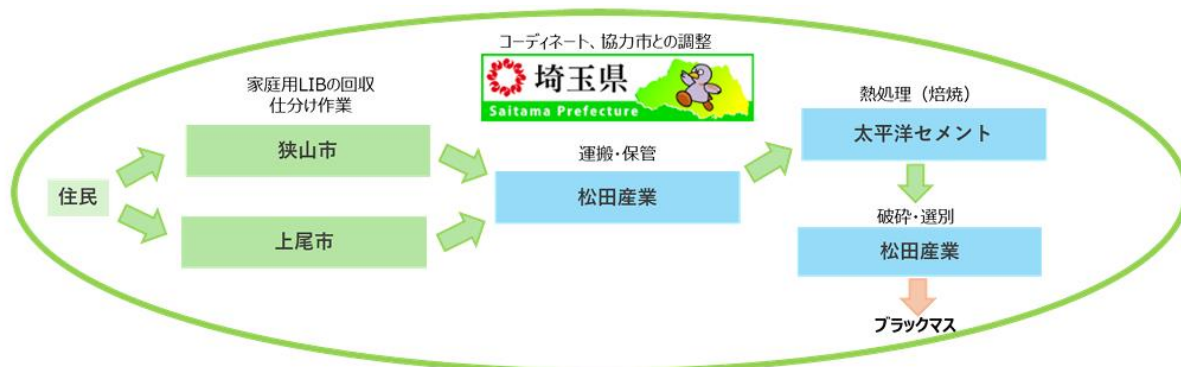 コーディネート、協力市との調整
埼玉県
Saitama Prefecture
家庭用LIBの回収
仕分け作業
狭山市
住民
上尾市
運搬・保管
松田産業
熱処理（焙焼）
太平洋セメント
破砕・選別
松田産業
ブラックマス